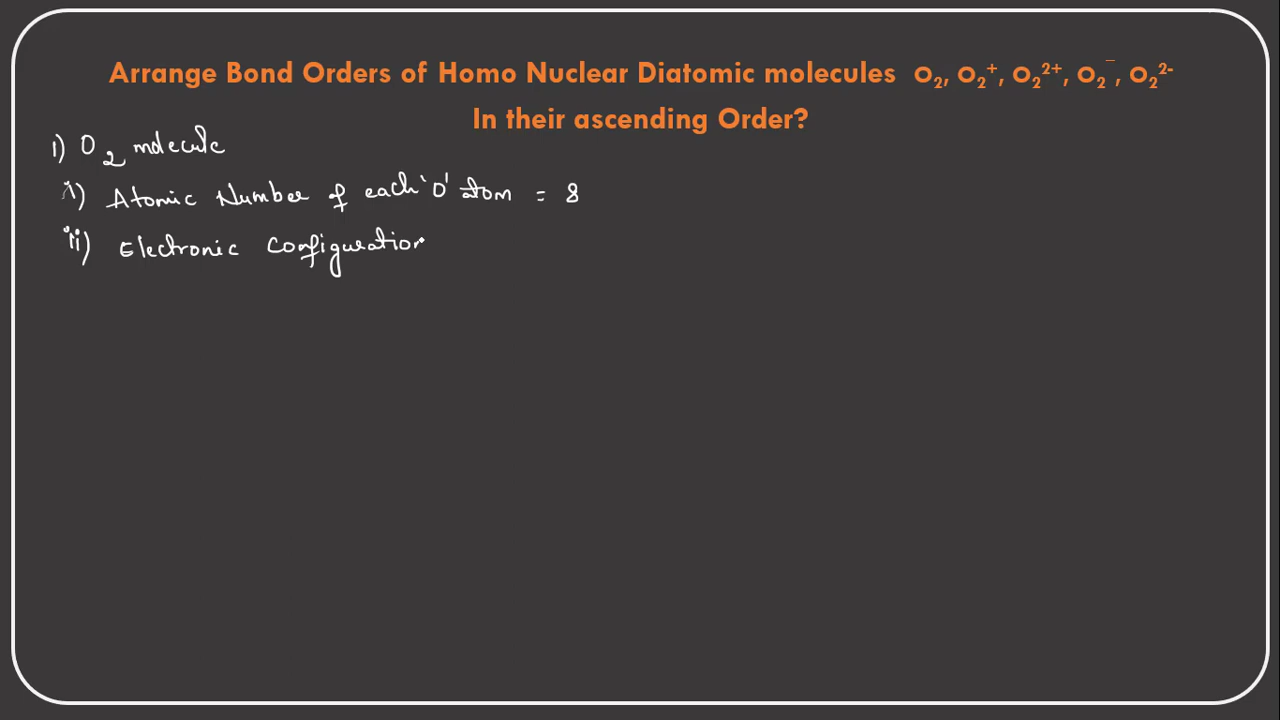 Arrange Bond Orders of Homo Nuclear Diatomic molecules O₂, O₂⁺, O₂²⁺, O₂⁻, O₂²⁻
In their ascending Order?
1) O₂ molecule
i) Atomic Number of each 'O' atom = 8
ii) Electronic Configuration